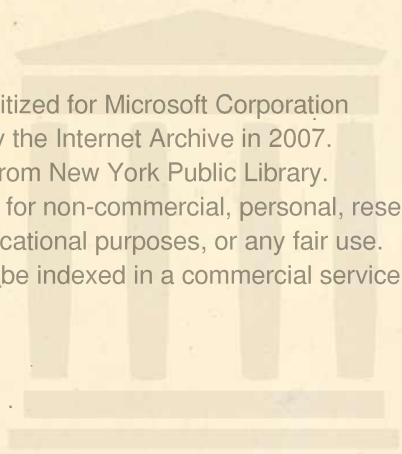 itized for Microsoft Corporation
y the Internet Archive in 2007.
rom New York Public Library.
for non-commercial, personal, rese
cational purposes, or any fair use.
be indexed in a commercial service